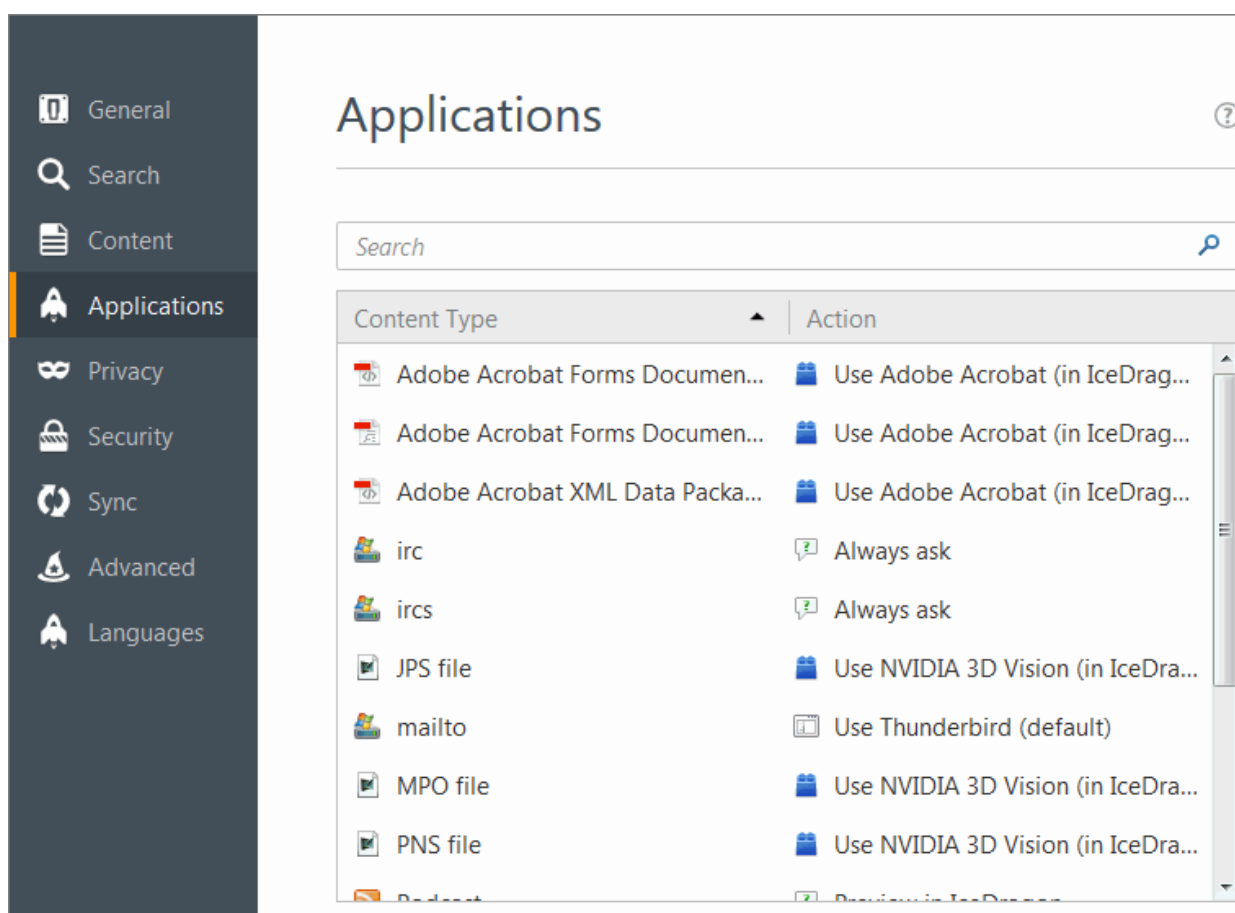 General
Search
Content
Applications
Privacy
Security
Sync
Advanced
Languages
Applications
?
Search
Content Type Action
Adobe Acrobat Forms Documen... Use Adobe Acrobat (in IceDrag...
Adobe Acrobat Forms Documen... Use Adobe Acrobat (in IceDrag...
Adobe Acrobat XML Data Packa... Use Adobe Acrobat (in IceDrag...
irc Always ask
ircs Always ask
JPS file Use NVIDIA 3D Vision (in IceDra...
mailto Use Thunderbird (default)
MPO file Use NVIDIA 3D Vision (in IceDra...
PNS file Use NVIDIA 3D Vision (in IceDra...
Podcast Preview in IceDragon